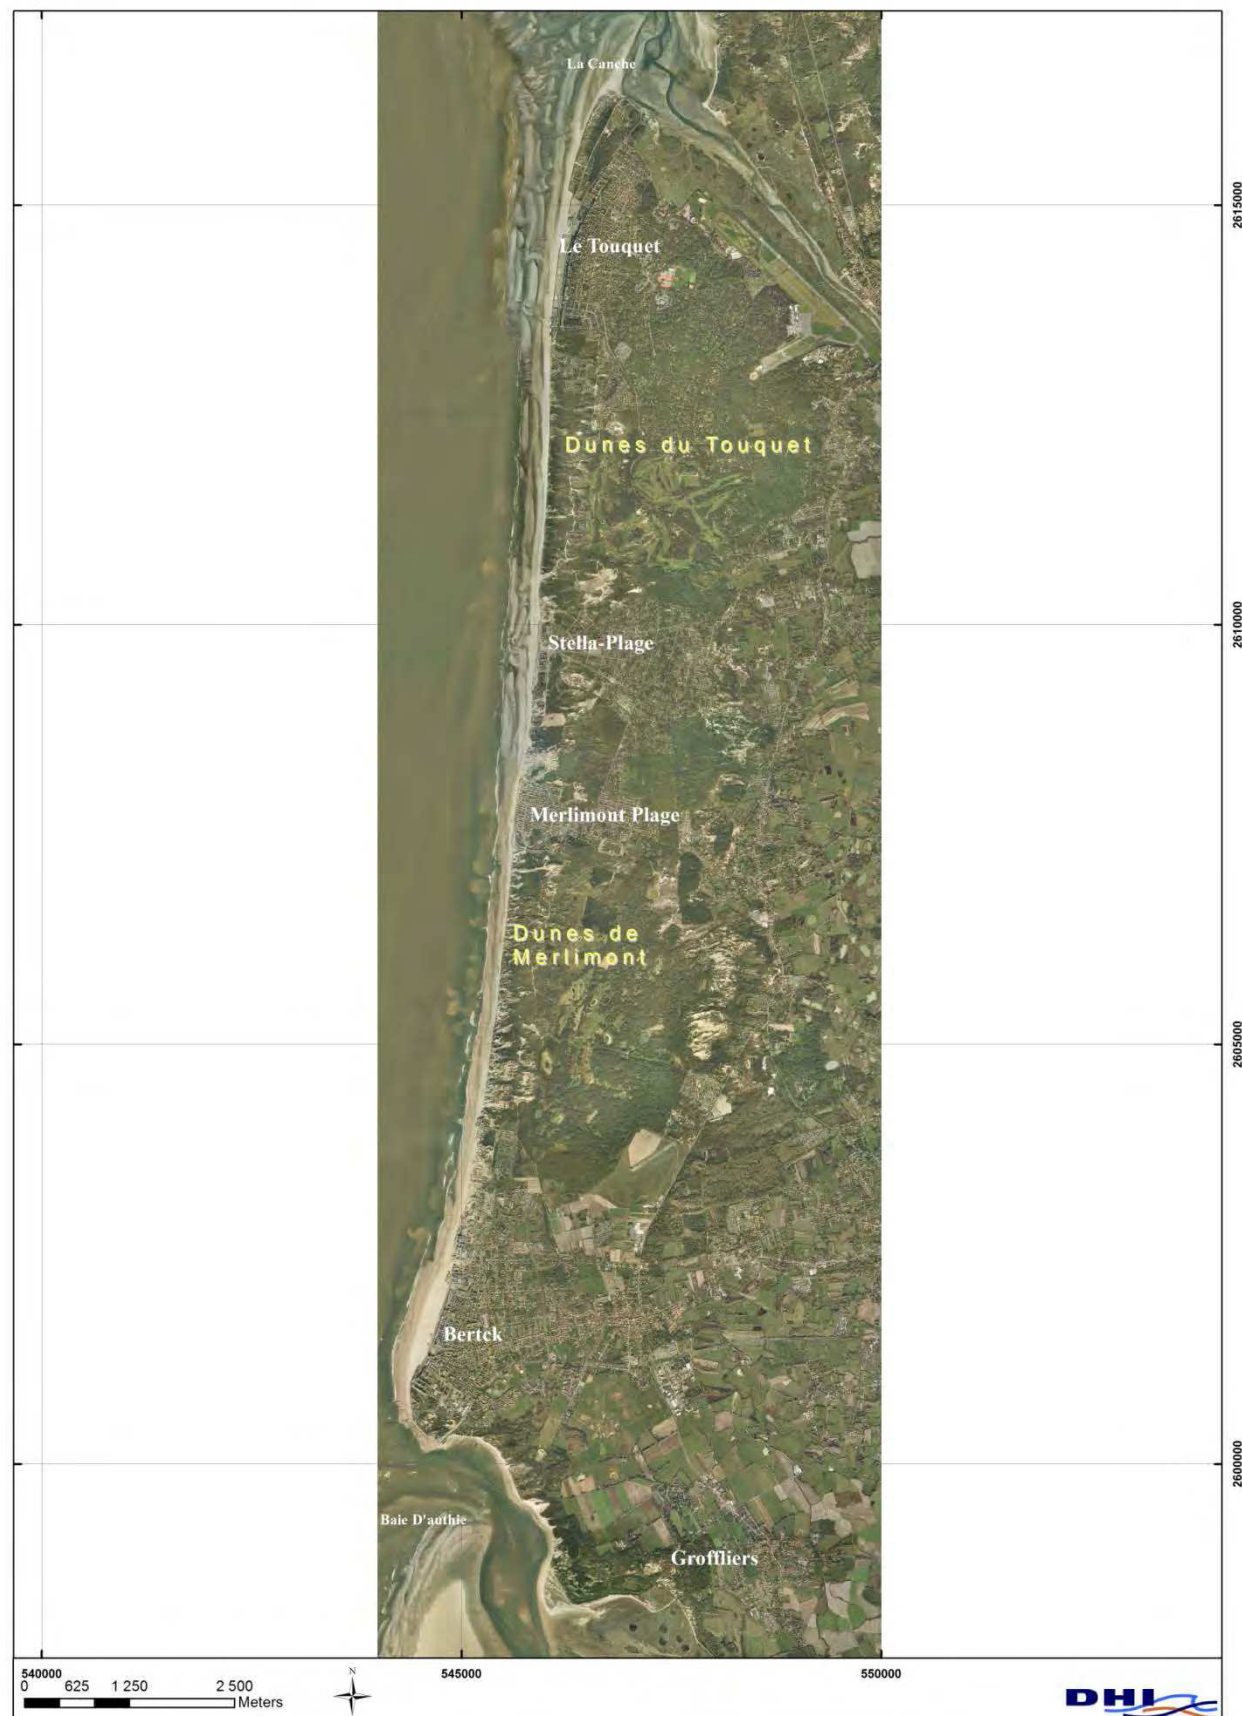 La Canche
2615000
Le Touquet
Dunes du Touquet
2610000
Stella-Plage
Merlimont Plage
Dunes de
Merlimont
2605000
Bertck
2600000
Baie D'authie
Groffliers
540000
545000
550000
0 625 1 250 2 500
Meters
N
DHI